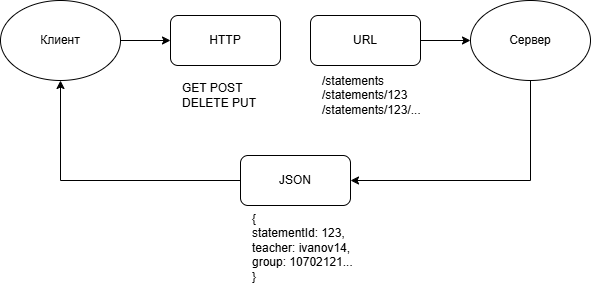 Клиент
HTTP
URL
Сервер
GET POST
DELETE PUT
/statements
/statements/123
/statements/123/...
JSON
{
statementId: 123,
teacher: ivanov14,
group: 10702121...
}